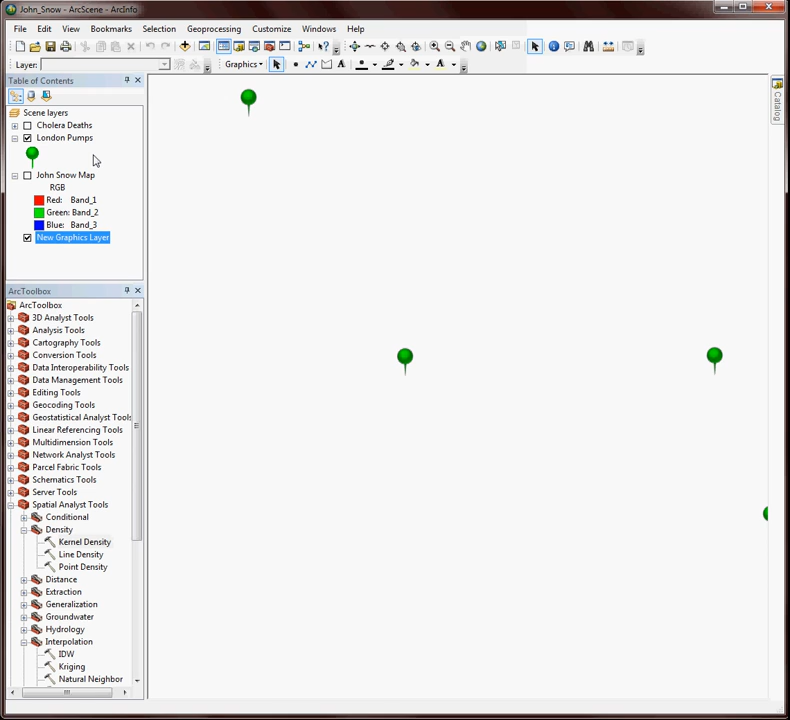 John_Snow - ArcScene - ArcInfo
File Edit View Bookmarks Selection Geoprocessing Customize Windows Help
Layer: Graphics
Table of Contents
Scene layers
Cholera Deaths
London Pumps
John Snow Map
RGB
Red: Band_1
Green: Band_2
Blue: Band_3
New Graphics Layer
Catalog
ArcToolbox
ArcToolbox
3D Analyst Tools
Analysis Tools
Cartography Tools
Conversion Tools
Data Interoperability Tools
Data Management Tools
Editing Tools
Geocoding Tools
Geostatistical Analyst Tools
Linear Referencing Tools
Multidimension Tools
Network Analyst Tools
Parcel Fabric Tools
Schematics Tools
Server Tools
Spatial Analyst Tools
Conditional
Density
Kernel Density
Line Density
Point Density
Distance
Extraction
Generalization
Groundwater
Hydrology
Interpolation
IDW
Kriging
Natural Neighbor